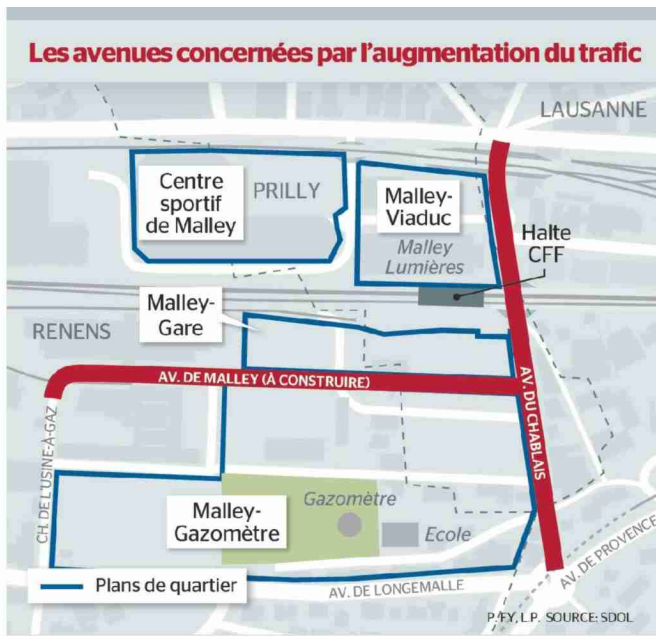 Les avenues concernées par l'augmentation du trafic
LAUSANNE
Centre
sportif
de Malley
PRILLY
Malley-
Viaduc
Malley
Lumières
Halte
CFF
Malley-
Gare
RENENS
AV. DE MALLEY (À CONSTRUIRE)
AV. DU CHABLAIS
CH. DE L'USINE-À-GAZ
Malley-
Gazomètre
Gazomètre
Ecole
Plans de quartier
AV. DE LONGEMALLE
AV. DE PROVENCE
P. FY, L.P. SOURCE: SDOL